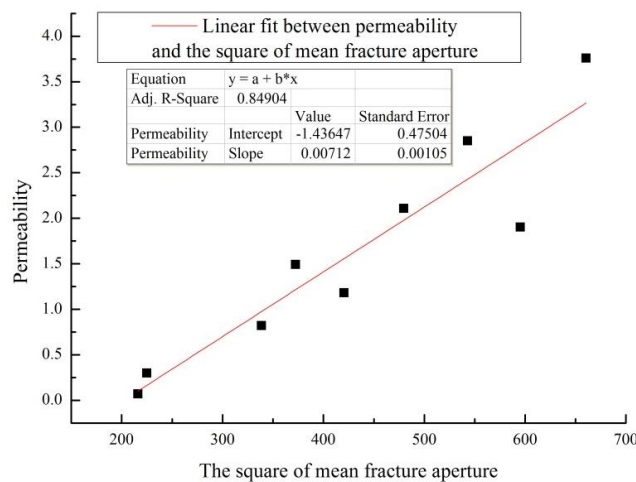 Linear fit between permeability
and the square of mean fracture aperture
Equation y = a + b*x
Adj. R-Square 0.84904
Value Standard Error
Permeability Intercept -1.43647 0.47504
Permeability Slope 0.00712 0.00105
Permeability
4.0
3.5
3.0
2.5
2.0
1.5
1.0
0.5
0.0
200 300 400 500 600 700
The square of mean fracture aperture